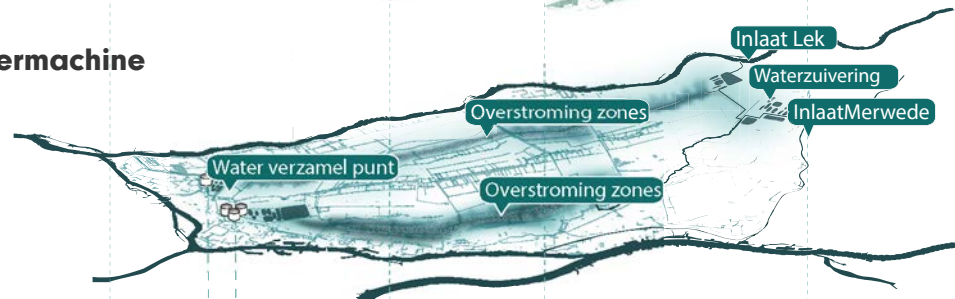 ermachine
Inlaat Lek
Waterzuivering
InlaatMerwede
Overstroming zones
Water verzamel punt
Overstroming zones